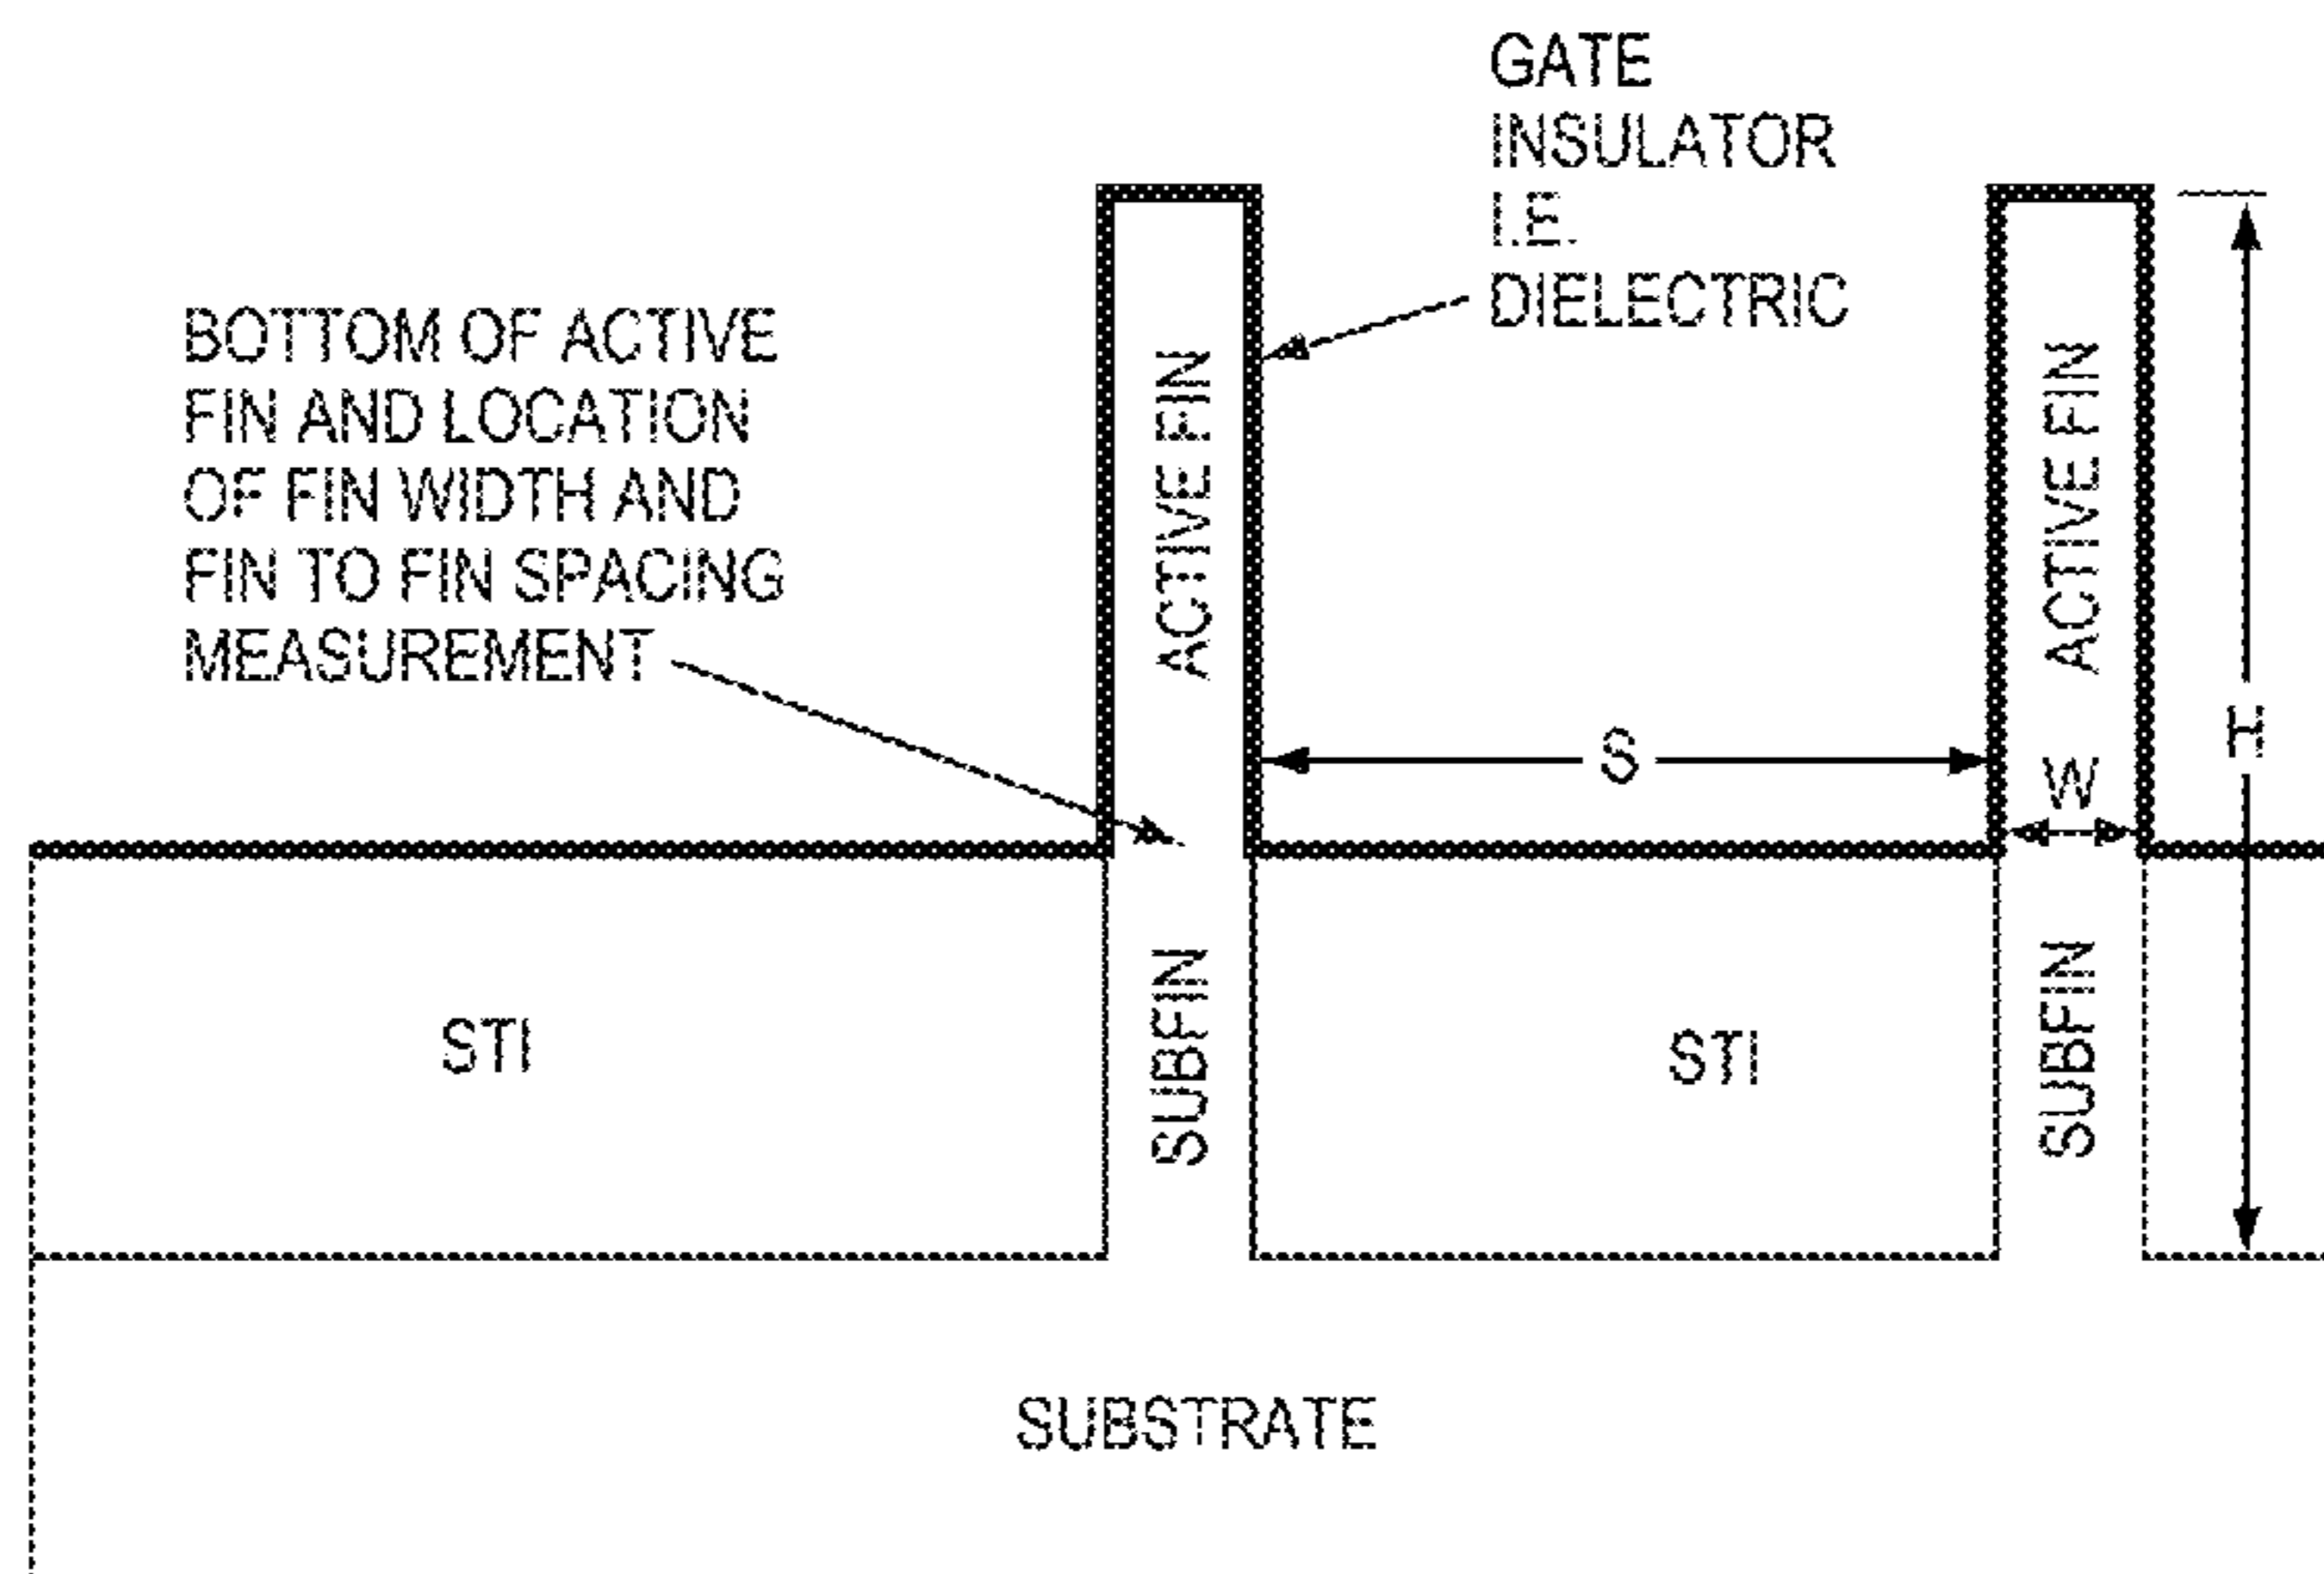 GATE
INSULATOR
I.E.
DIELECTRIC
BOTTOM OF ACTIVE
FIN AND LOCATION
OF FIN WIDTH AND
FIN TO FIN SPACING
MEASUREMENT
ACTIVE FIN
ACTIVE FIN
S
W
H
STI
SUBFIN
STI
SUBFIN
SUBSTRATE